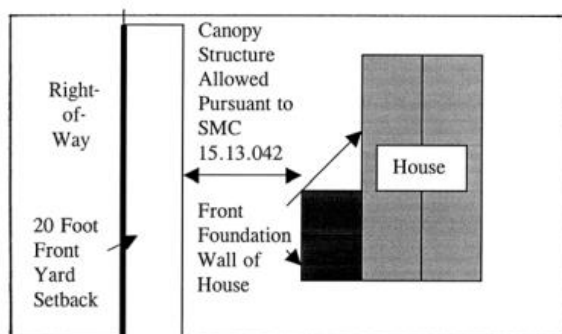 Right-
of-
Way
20 Foot
Front
Yard
Setback
Canopy
Structure
Allowed
Pursuant to
SMC
15.13.042
Front
Foundation
Wall of
House
House